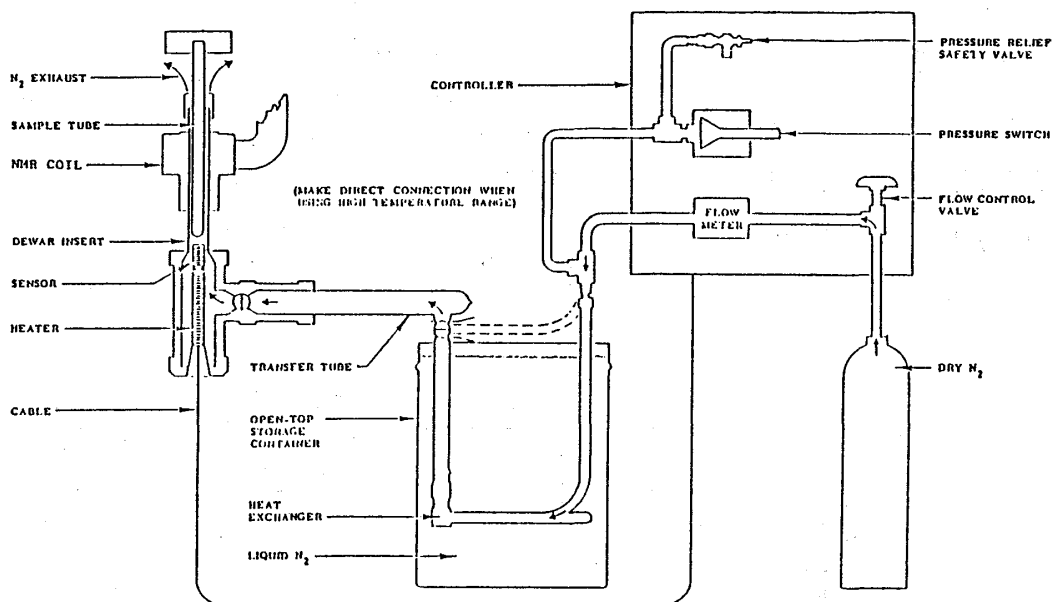 N2 EXHAUST
SAMPLE TUBE
NMR COIL
DEWAR INSERT
SENSOR
HEATER
CABLE
(MAKE DIRECT CONNECTION WHEN
USING HIGH TEMPERATURE RANGE)
TRANSFER TUBE
OPEN-TOP
STORAGE
CONTAINER
HEAT
EXCHANGER
LIQUID N2
CONTROLLER
FLOW
METER
PRESSURE RELIEF
SAFETY VALVE
PRESSURE SWITCH
FLOW CONTROL
VALVE
DRY N2